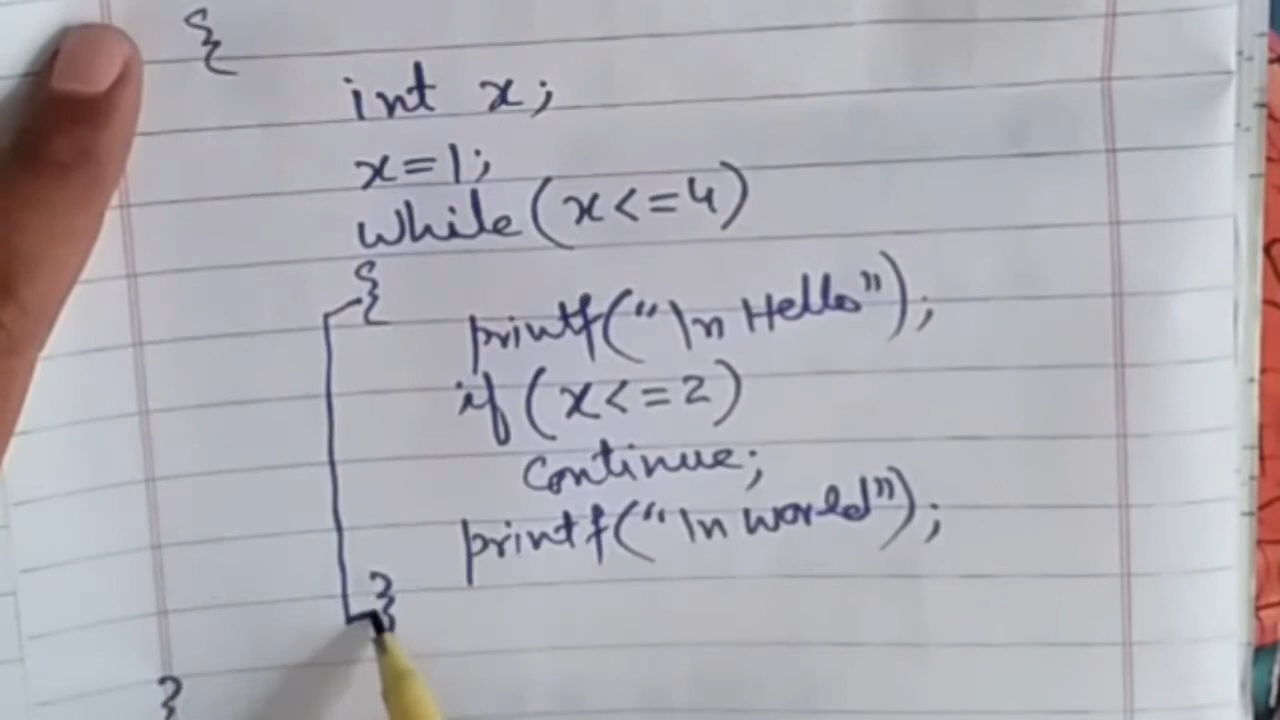 {
int x;
x=1;
while(x<=4)
{
printf("\n Hello");
if(x<=2)
continue;
printf("\n world");
}
}